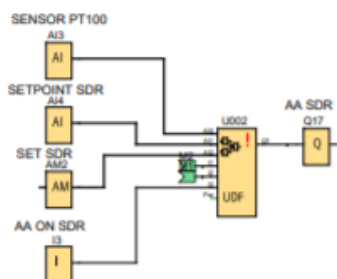 SENSOR PT100
AI3
AI
SETPOINT SDR
AI4
AI
SET SDR
AM2
AM
AA ON SDR
I3
I
U002
!
UDF
AA SDR
Q17
Q